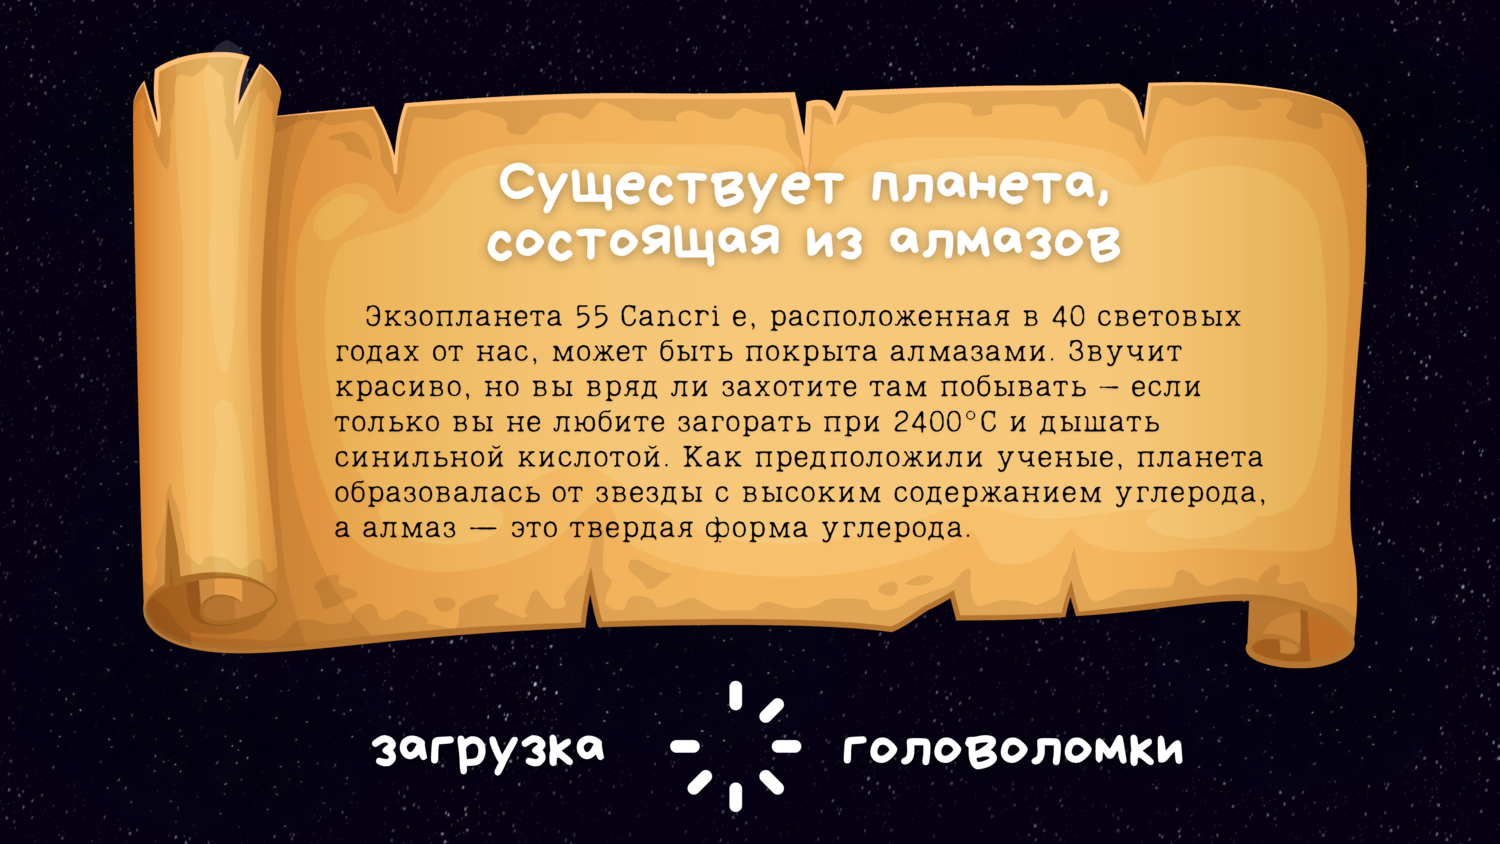 Существует планета,
состоящая из алмазов
Экзопланета 55 Cancri e, расположенная в 40 световых
годах от нас, может быть покрыта алмазами. Звучит
красиво, но вы вряд ли захотите там побывать — если
только вы не любите загорать при 2400°C и дышать
синильной кислотой. Как предположили ученые, планета
образовалась от звезды с высоким содержанием углерода,
а алмаз — это твердая форма углерода.
загрузка головоломки